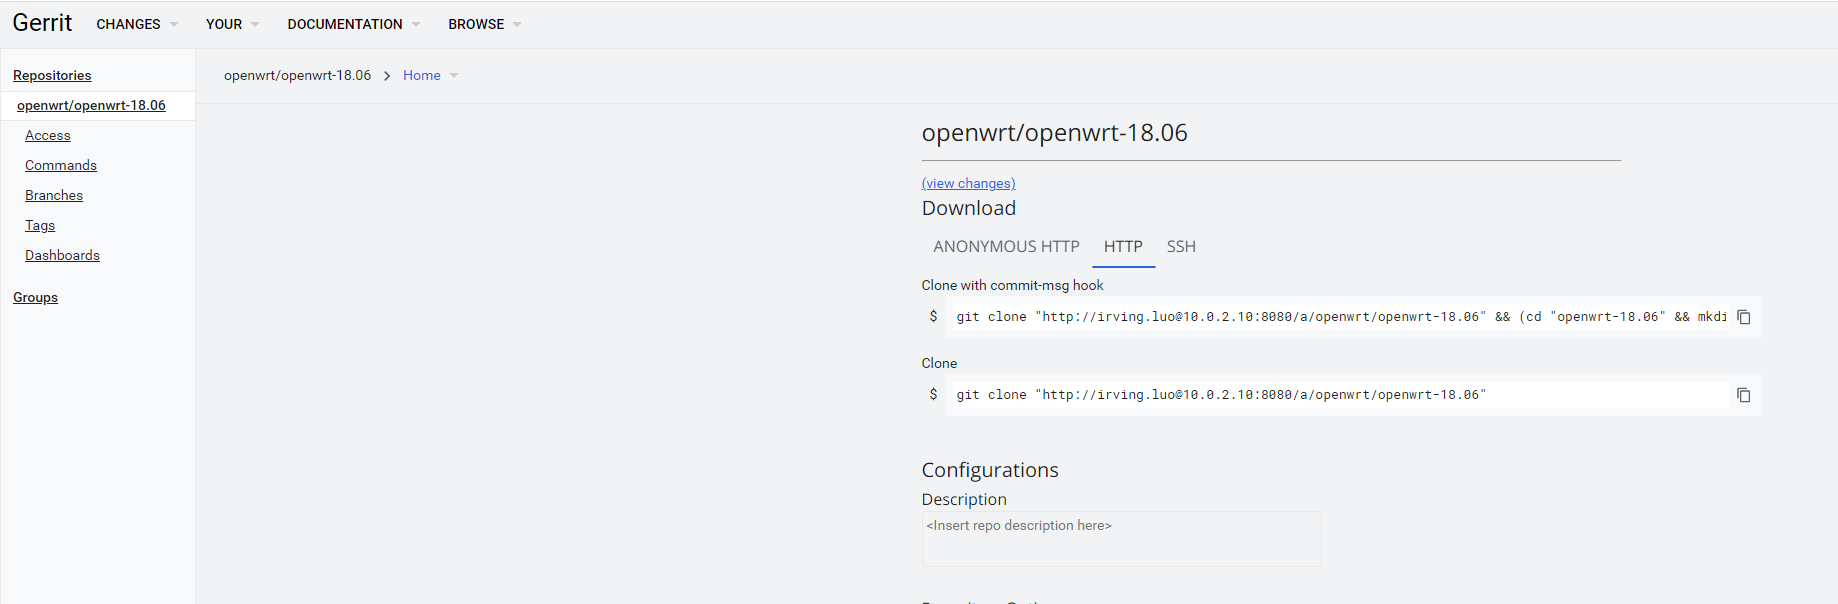 Gerrit CHANGES YOUR DOCUMENTATION BROWSE
Repositories
openwrt/openwrt-18.06
Access
Commands
Branches
Tags
Dashboards
Groups
openwrt/openwrt-18.06 > Home
openwrt/openwrt-18.06
(view changes)
Download
ANONYMOUS HTTP HTTP SSH
Clone with commit-msg hook
$ git clone "http://irving.luo@10.0.2.10:8080/a/openwrt/openwrt-18.06" && (cd "openwrt-18.06" && mkdi
Clone
$ git clone "http://irving.luo@10.0.2.10:8080/a/openwrt/openwrt-18.06"
Configurations
Description
<Insert repo description here>